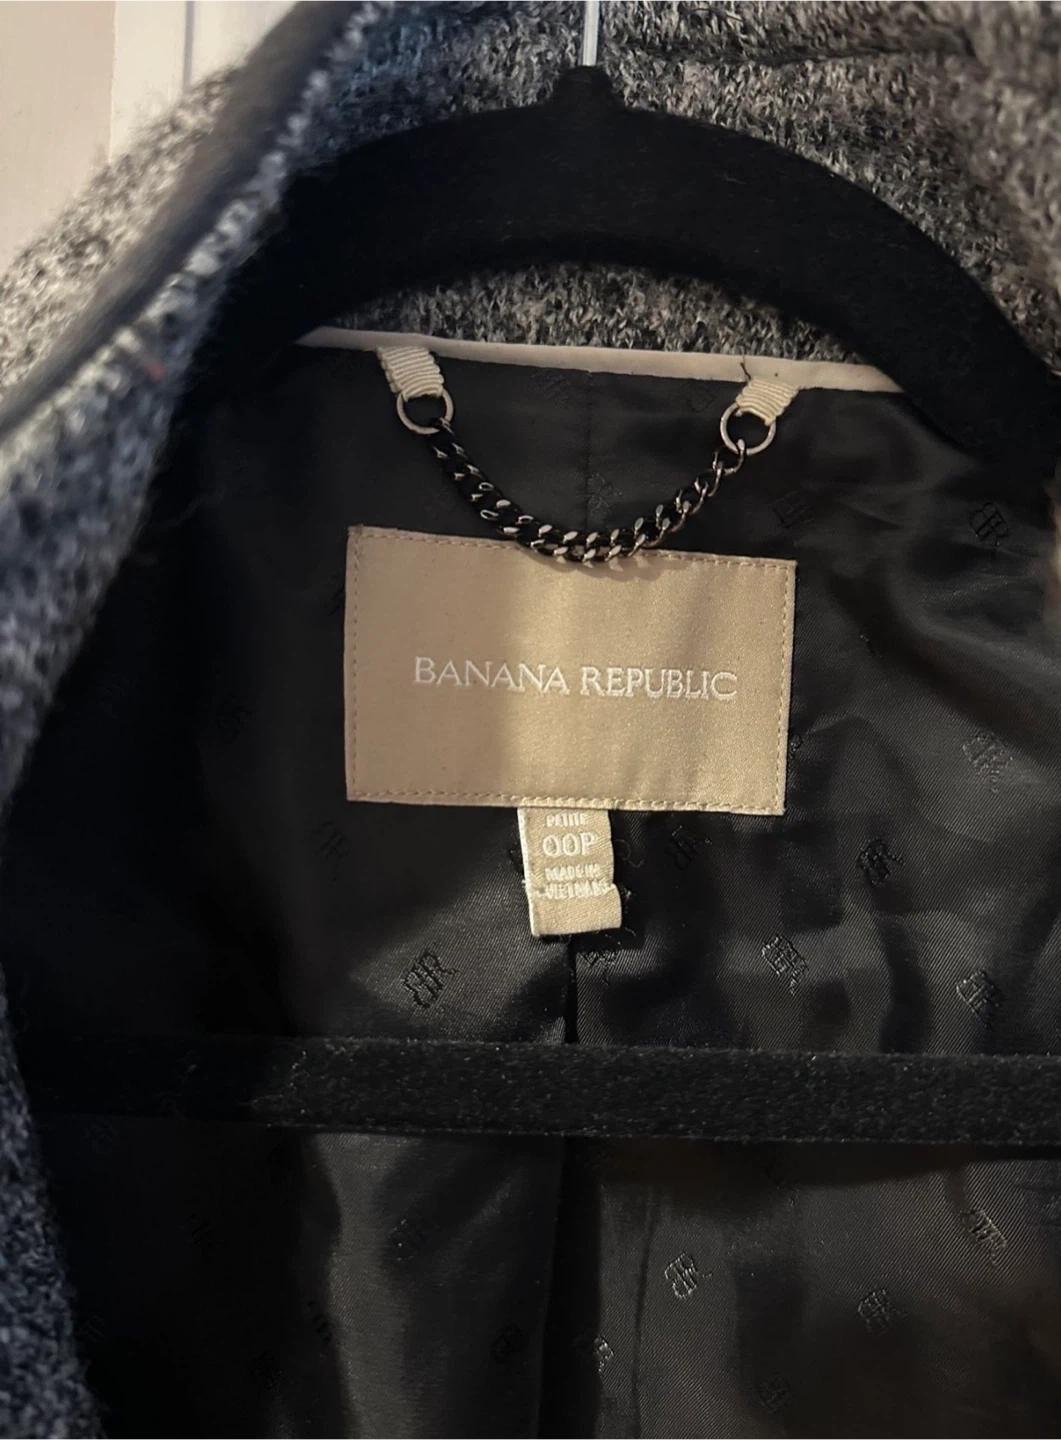 BANANA REPUBLIC
PETITE
00P
MADE IN
VIETNAM